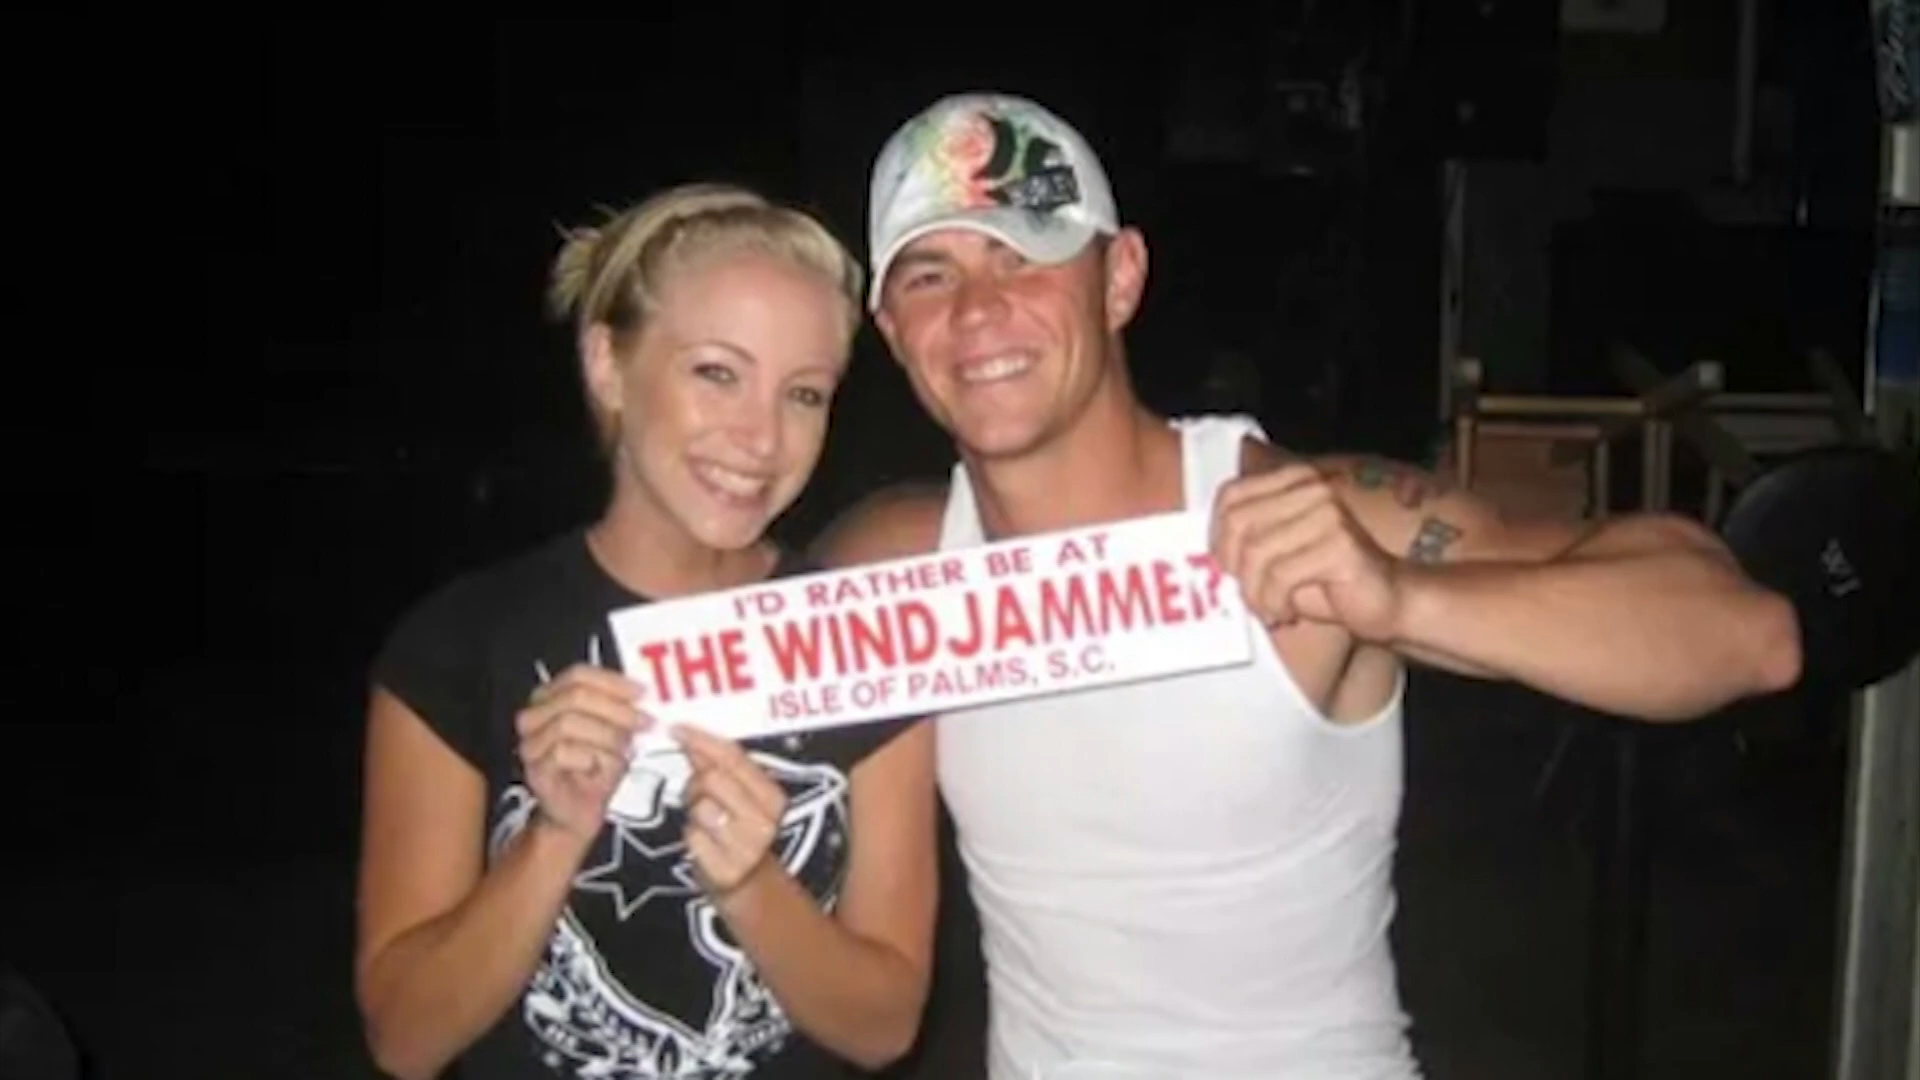 I'D RATHER BE AT
THE WINDJAMMER
ISLE OF PALMS, S.C.